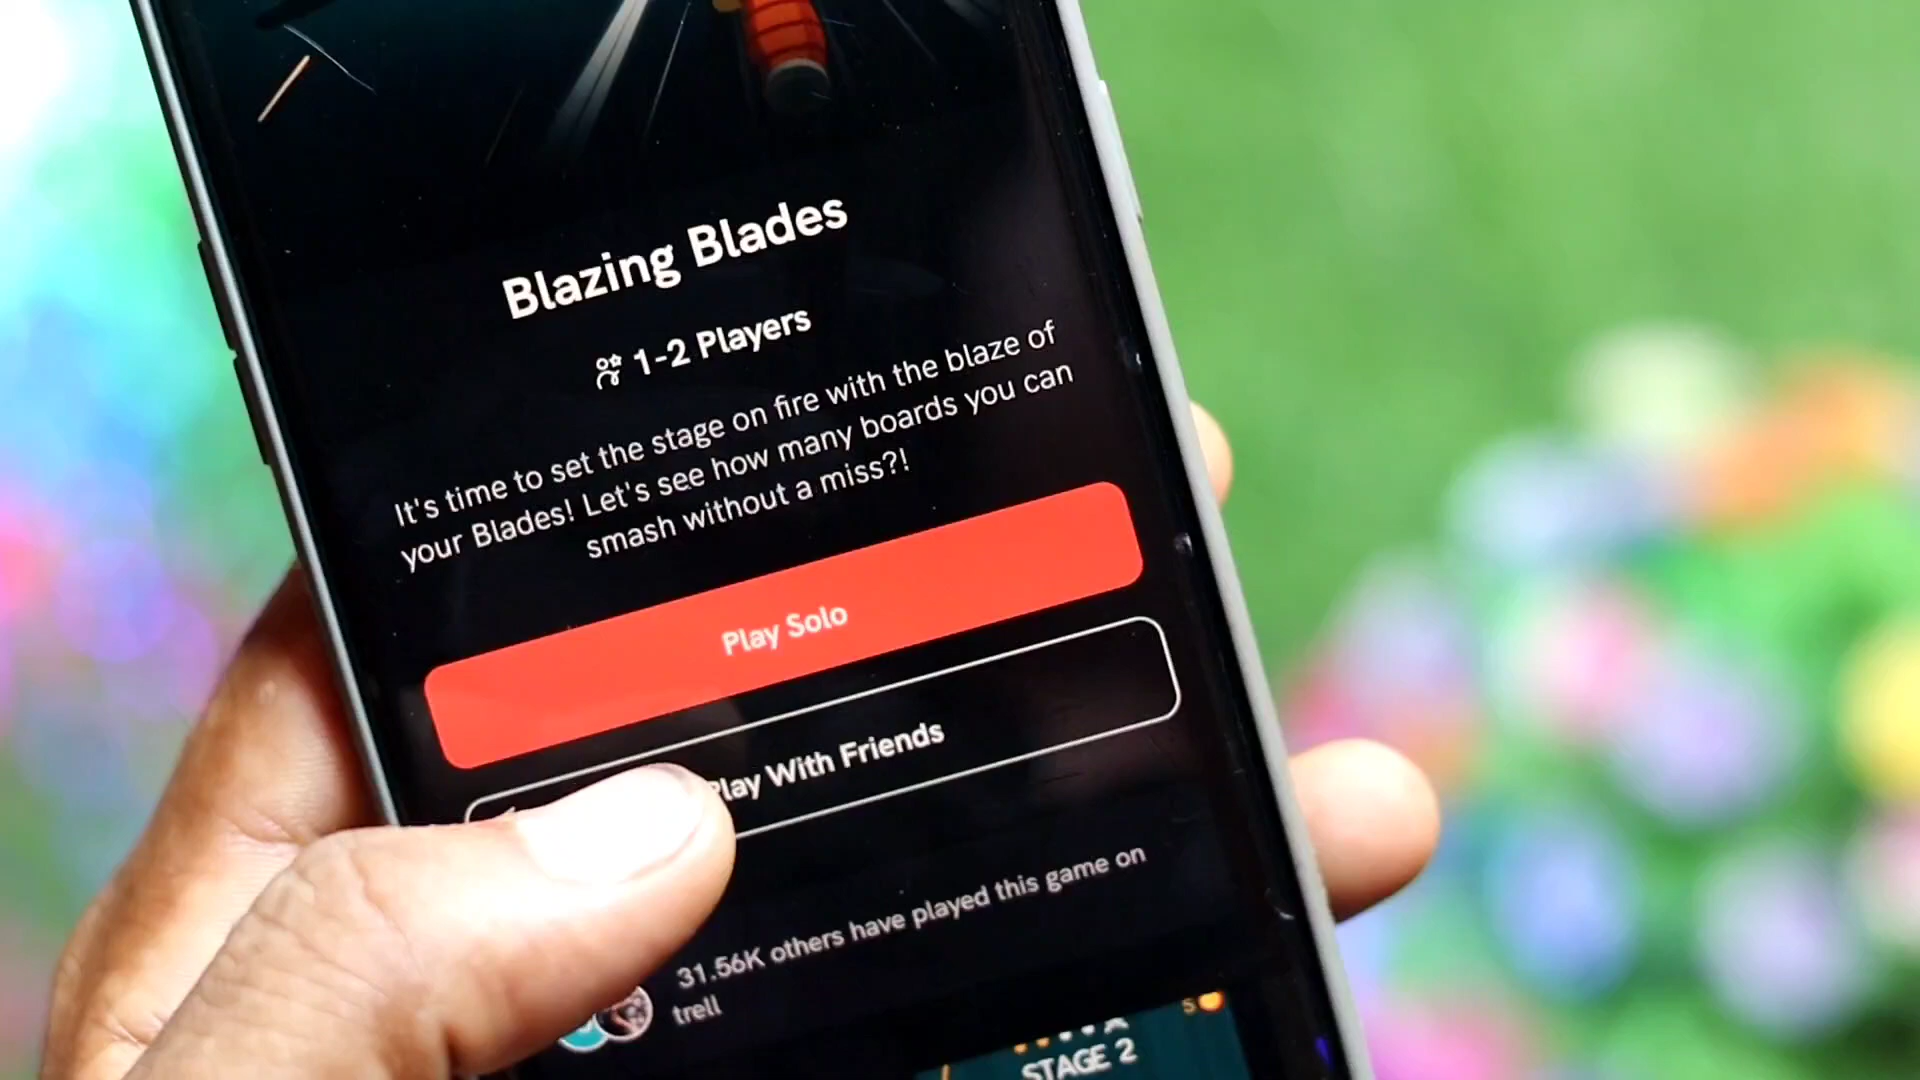 Blazing Blades
1-2 Players
It's time to set the stage on fire with the blaze of
your Blades! Let's see how many boards you can
smash without a miss?!
Play Solo
Play With Friends
31.56K others have played this game on
trell
5
STAGE 2